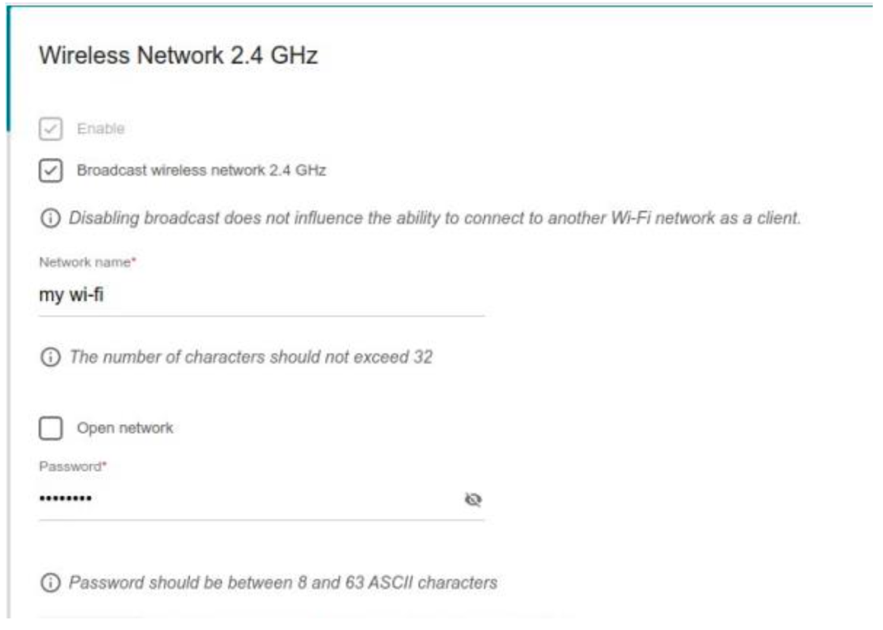 Wireless Network 2.4 GHz
Enable
Broadcast wireless network 2.4 GHz
Disabling broadcast does not influence the ability to connect to another Wi-Fi network as a client.
Network name*
my wi-fi
The number of characters should not exceed 32
Open network
Password*
••••••••
Password should be between 8 and 63 ASCII characters